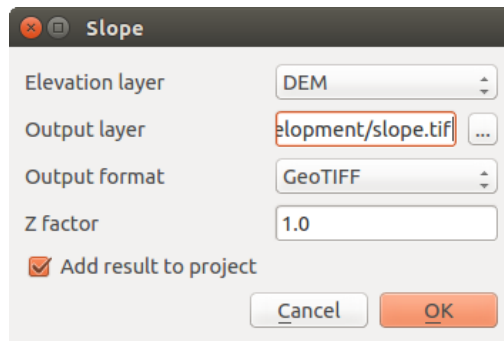 Slope
Elevation layer DEM
Output layer elopment/slope.tif ...
Output format GeoTIFF
Z factor 1.0
Add result to project
Cancel OK